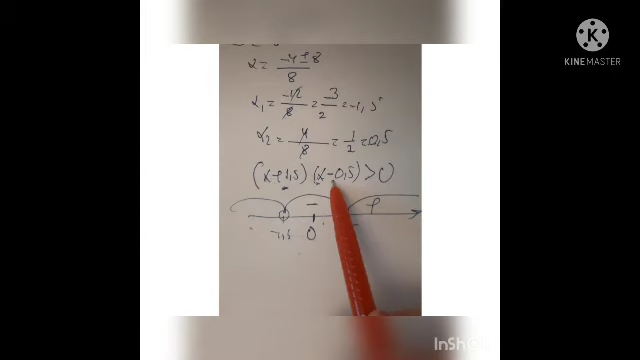 x = −4 ± 8 / 8
x₁ = −12/8 = −3/2 = −1,5
x₂ = 4/8 = 1/2 = 0,5
(x+1,5) (x−0,5) > 0
− +
−1,5 0
K
KINEMASTER
InSh